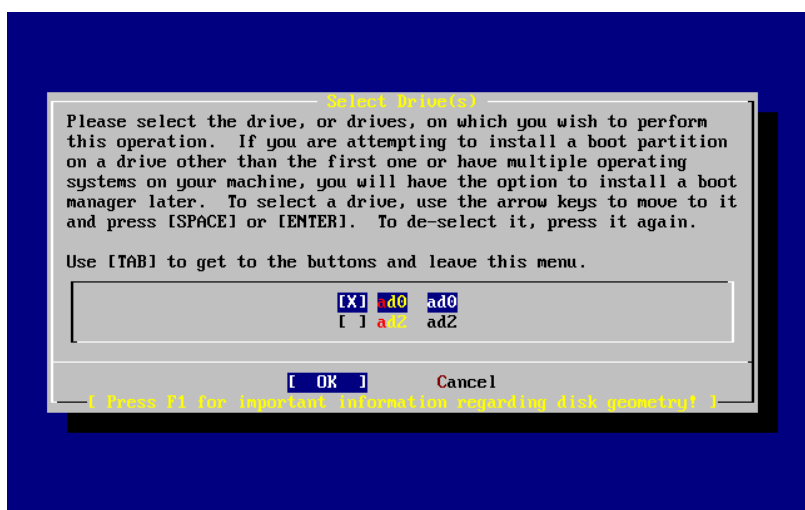 Select Drive(s)
Please select the drive, or drives, on which you wish to perform
this operation.  If you are attempting to install a boot partition
on a drive other than the first one or have multiple operating
systems on your machine, you will have the option to install a boot
manager later.  To select a drive, use the arrow keys to move to it
and press [SPACE] or [ENTER].  To de-select it, press it again.
Use [TAB] to get to the buttons and leave this menu.
[X] ad0  ad0
[ ] ad2  ad2
[  OK  ]  Cancel
[ Press F1 for important information regarding disk geometry! ]